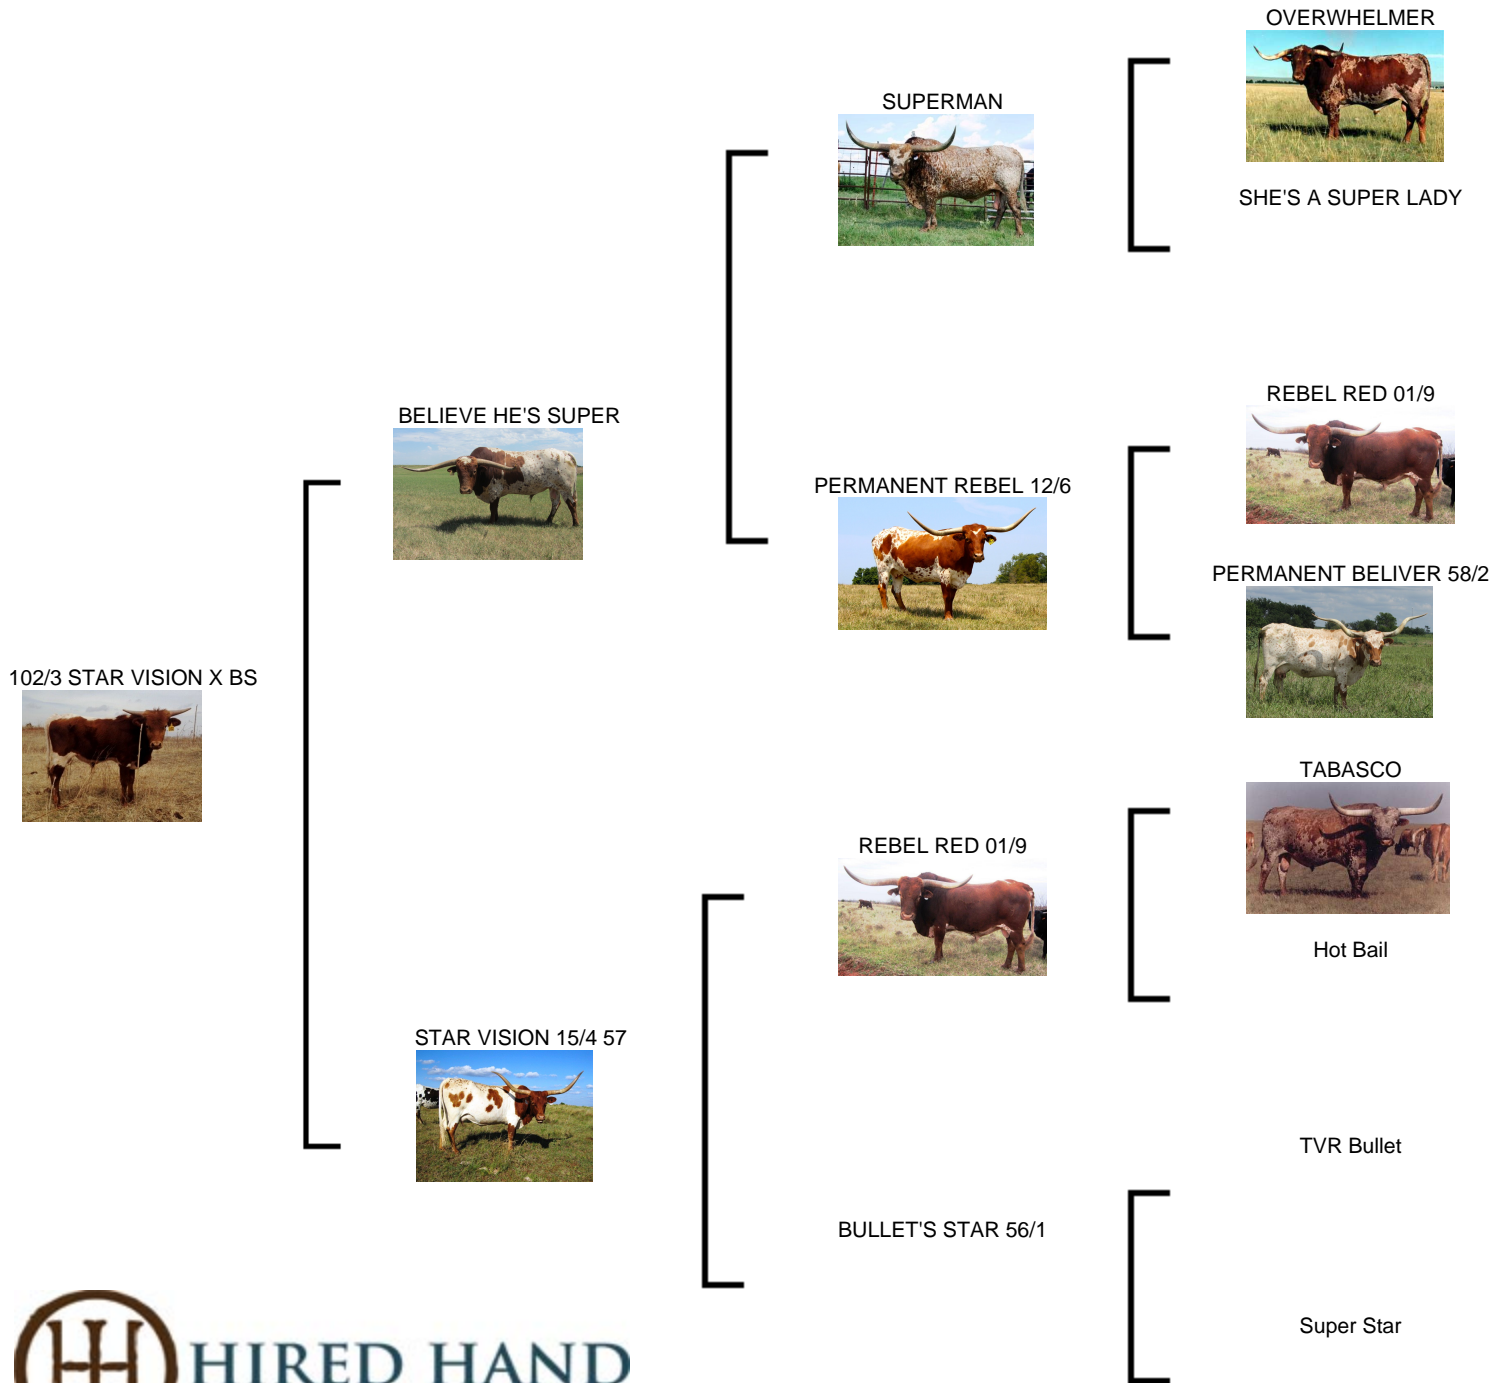 OVERWHELMER
SUPERMAN
SHE'S A SUPER LADY
REBEL RED 01/9
BELIEVE HE'S SUPER
PERMANENT REBEL 12/6
PERMANENT BELIVER 58/2
102/3 STAR VISION X BS
TABASCO
REBEL RED 01/9
Hot Bail
STAR VISION 15/4 57
TVR Bullet
BULLET'S STAR 56/1
Super Star
HIRED HAND